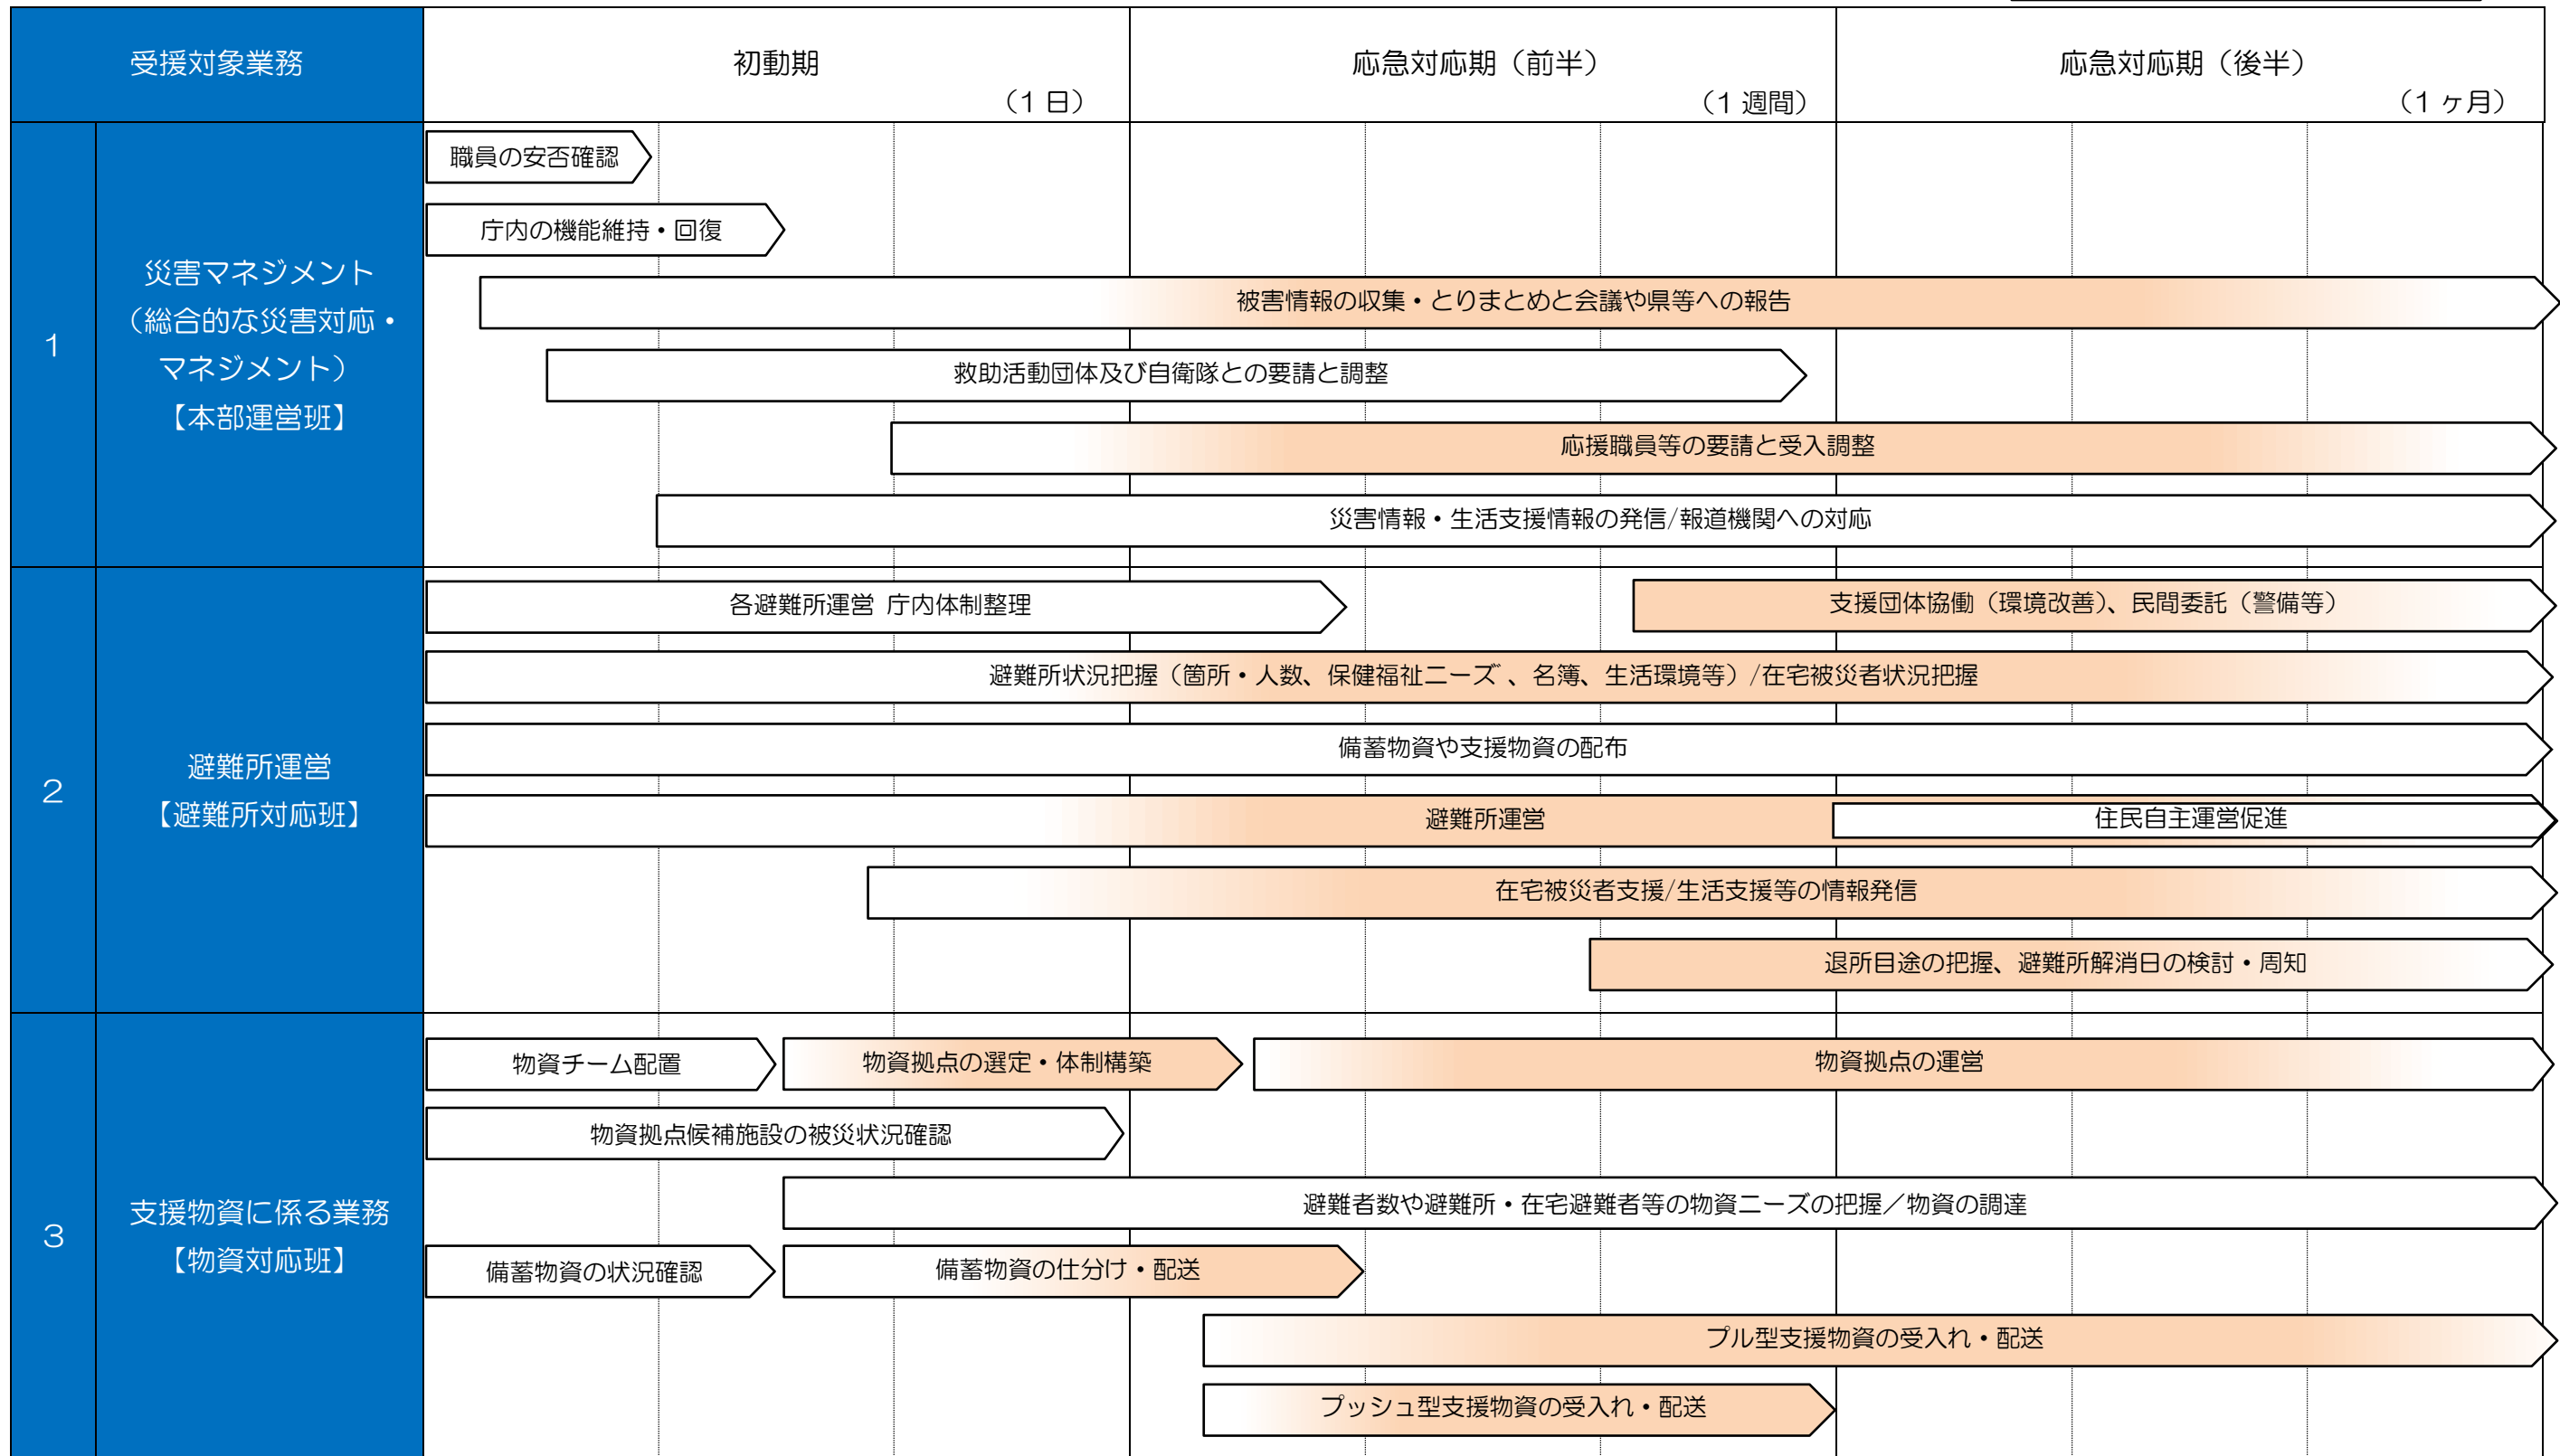 受援対象業務
初動期
（1 日）
応急対応期（前半）
（1 週間）
応急対応期（後半）
（1 ヶ月）
1
災害マネジメント
（総合的な災害対応・
マネジメント）
【本部運営班】
職員の安否確認
庁内の機能維持・回復
被害情報の収集・とりまとめと会議や県等への報告
救助活動団体及び自衛隊との要請と調整
応援職員等の要請と受入調整
災害情報・生活支援情報の発信/報道機関への対応
2
避難所運営
【避難所対応班】
各避難所運営 庁内体制整理
支援団体協働（環境改善）、民間委託（警備等）
避難所状況把握（箇所・人数、保健福祉ニーズ、名簿、生活環境等）/在宅被災者状況把握
備蓄物資や支援物資の配布
避難所運営
住民自主運営促進
在宅被災者支援/生活支援等の情報発信
退所目途の把握、避難所解消日の検討・周知
3
支援物資に係る業務
【物資対応班】
物資チーム配置
物資拠点の選定・体制構築
物資拠点の運営
物資拠点候補施設の被災状況確認
避難者数や避難所・在宅避難者等の物資ニーズの把握／物資の調達
備蓄物資の状況確認
備蓄物資の仕分け・配送
プル型支援物資の受入れ・配送
プッシュ型支援物資の受入れ・配送